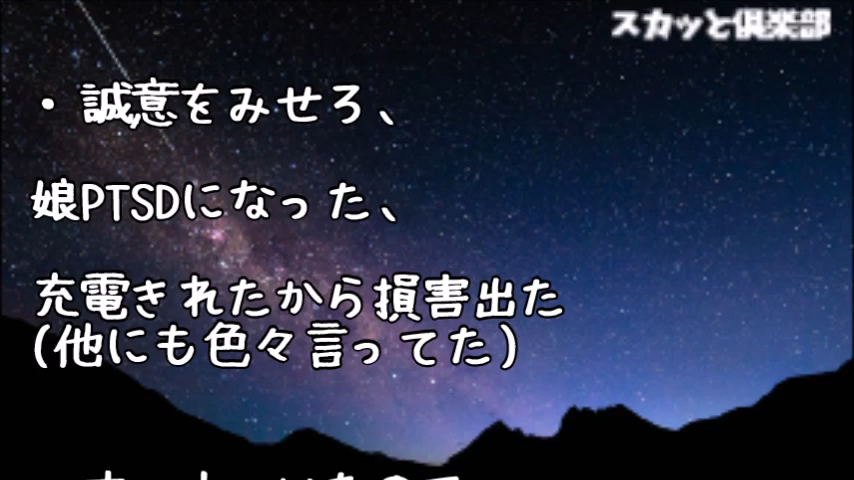 スカッと倶楽部
・誠意をみせろ、
娘PTSDになった、
充電されたから損害出た
(他にも色々言ってた)